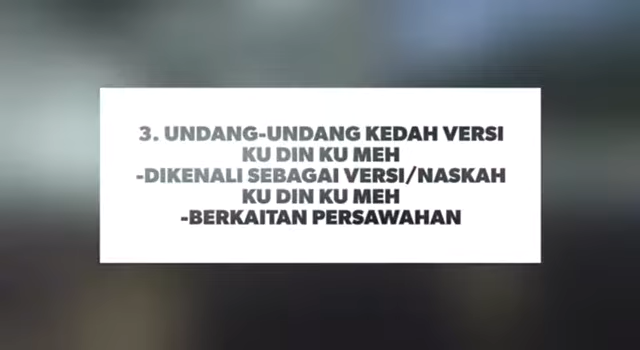 3. UNDANG-UNDANG KEDAH VERSI
KU DIN KU MEH
-DIKENALI SEBAGAI VERSI/NASKAH
KU DIN KU MEH
-BERKAITAN PERSAWAHAN